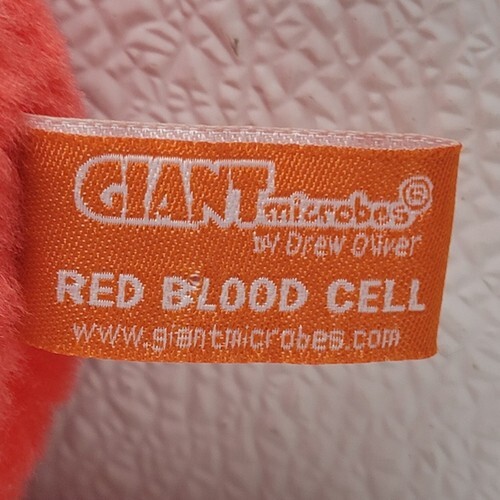 GIANTmicrobes®
by Drew Oliver
RED BLOOD CELL
www.giantmicrobes.com